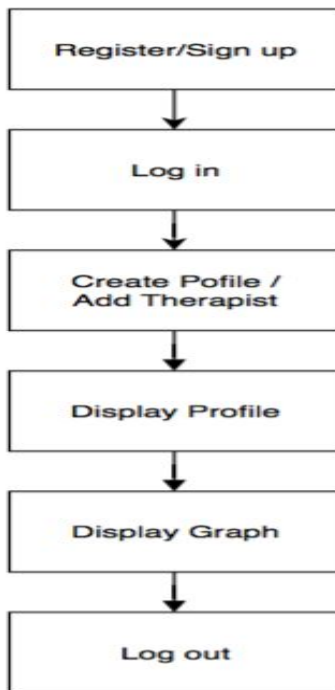 Register/Sign up
Log in
Create Pofile /
Add Therapist
Display Profile
Display Graph
Log out